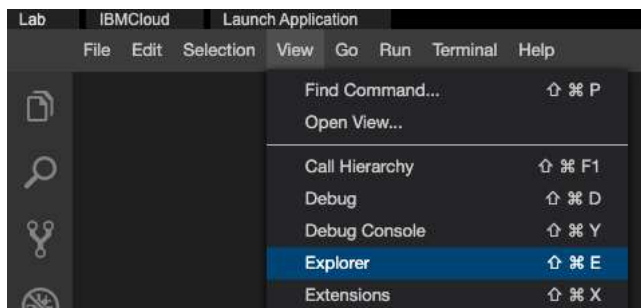 Lab IBMCloud Launch Application
File Edit Selection View Go Run Terminal Help
Find Command... ⇧ ⌘ P
Open View...
Call Hierarchy ⇧ ⌘ F1
Debug ⇧ ⌘ D
Debug Console ⇧ ⌘ Y
Explorer ⇧ ⌘ E
Extensions ⇧ ⌘ X